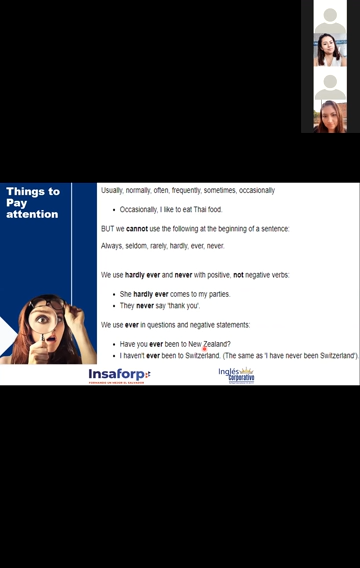 Things to
Pay
attention
Usually, normally, often, frequently, sometimes, occasionally
• Occasionally, I like to eat Thai food.
BUT we cannot use the following at the beginning of a sentence:
Always, seldom, rarely, hardly, ever, never.
We use hardly ever and never with positive, not negative verbs:
• She hardly ever comes to my parties.
• They never say 'thank you'.
We use ever in questions and negative statements:
• Have you ever been to New Zealand?
• I haven't ever been to Switzerland. (The same as 'I have never been Switzerland').
Insaforp
Inglés
Corporativo